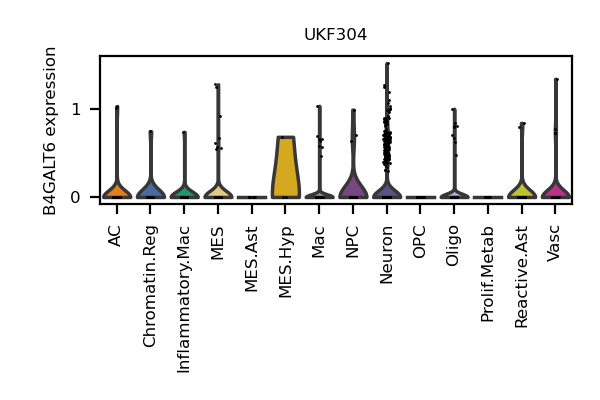 UKF304
B4GALT6 expression
1
0
AC
Chromatin.Reg
Inflammatory.Mac
MES
MES.Ast
MES.Hyp
Mac
NPC
Neuron
OPC
Oligo
Prolif.Metab
Reactive.Ast
Vasc